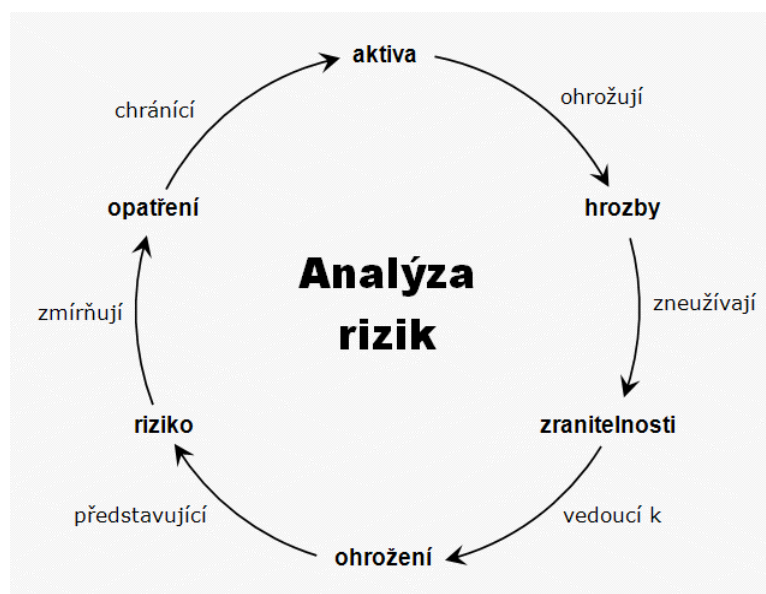 aktiva
ohrožují
chránící
opatření
hrozby
Analýza
rizik
zmírňují
zneužívají
riziko
zranitelnosti
představující
vedoucí k
ohrožení